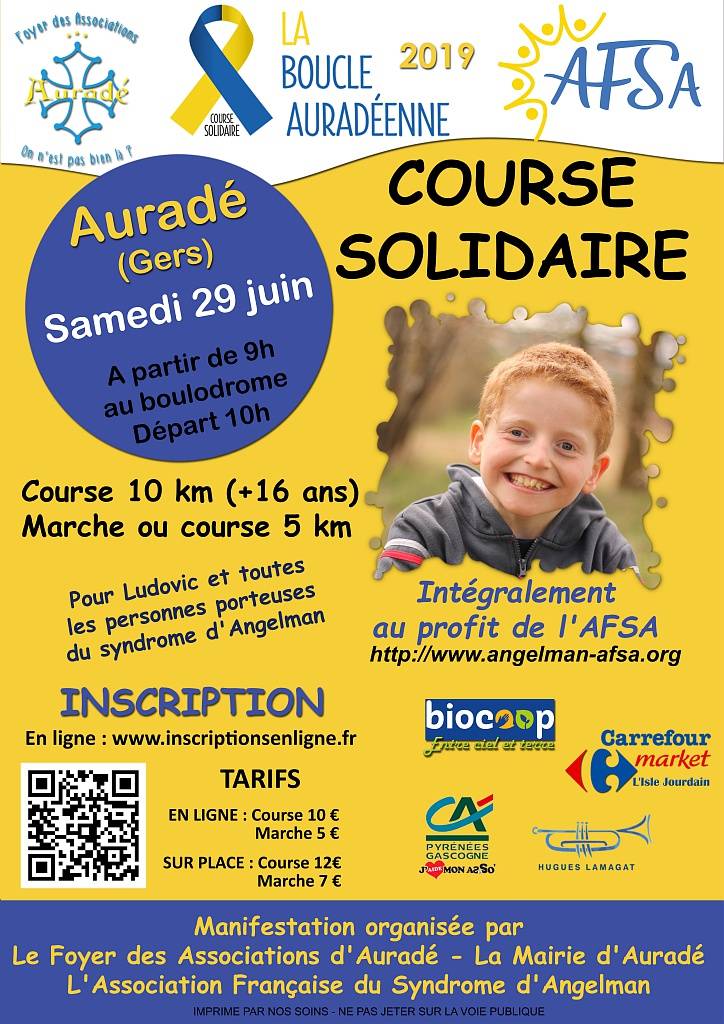 Foyer des Associations
Auradé
On n'est pas bien là ?
COURSE
SOLIDAIRE
LA
BOUCLE
AURADÉENNE
2019
AFSA
COURSE
SOLIDAIRE
Auradé
(Gers)
Samedi 29 juin
A partir de 9h
au boulodrome
Départ 10h
Course 10 km (+16 ans)
Marche ou course 5 km
Pour Ludovic et toutes
les personnes porteuses
du syndrome d'Angelman
Intégralement
au profit de l'AFSA
http://www.angelman-afsa.org
INSCRIPTION
En ligne : www.inscriptionsenligne.fr
TARIFS
EN LIGNE : Course 10 €
Marche 5 €
SUR PLACE : Course 12€
Marche 7 €
biocoop
Entre ciel et terre
Carrefour
market
L'Isle Jourdain
CA
PYRÉNÉES
GASCOGNE
J'AIDE MON ASSO'
HUGUES LAMAGAT
Manifestation organisée par
Le Foyer des Associations d'Auradé - La Mairie d'Auradé
L'Association Française du Syndrome d'Angelman
IMPRIME PAR NOS SOINS - NE PAS JETER SUR LA VOIE PUBLIQUE